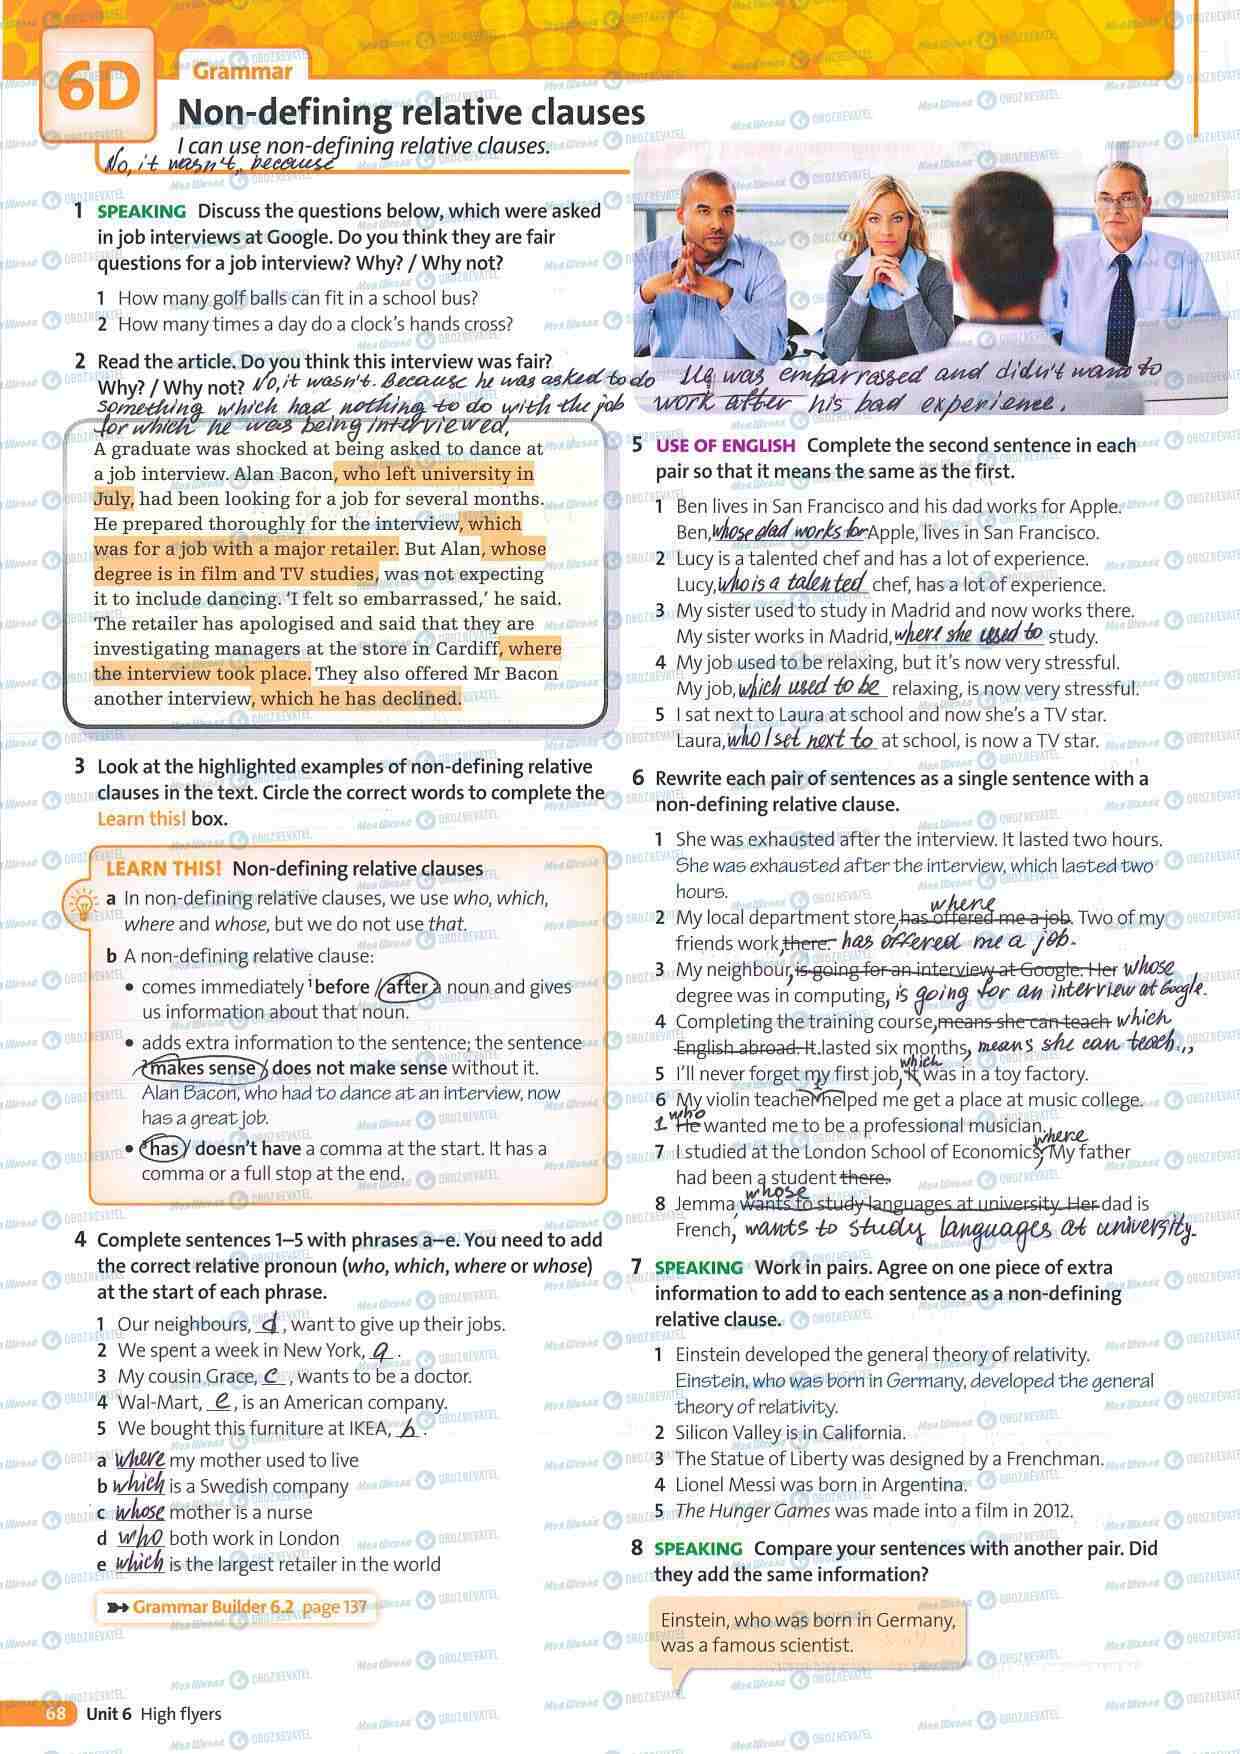 6D
Grammar
Non-defining relative clauses
I can use non-defining relative clauses.
No, it wasn't, because
1 SPEAKING Discuss the questions below, which were asked
in job interviews at Google. Do you think they are fair
questions for a job interview? Why? / Why not?
1 How many golf balls can fit in a school bus?
2 How many times a day do a clock's hands cross?
2 Read the article. Do you think this interview was fair?
Why? / Why not? No, it wasn't. Because he was asked to do
something which had nothing to do with the job
for which he was being interviewed.
He was embarrassed and didn't want to
work after his bad experience.
A graduate was shocked at being asked to dance at
a job interview. Alan Bacon, who left university in
July, had been looking for a job for several months.
He prepared thoroughly for the interview, which
was for a job with a major retailer. But Alan, whose
degree is in film and TV studies, was not expecting
it to include dancing. 'I felt so embarrassed,' he said.
The retailer has apologised and said that they are
investigating managers at the store in Cardiff, where
the interview took place. They also offered Mr Bacon
another interview, which he has declined.
3 Look at the highlighted examples of non-defining relative
clauses in the text. Circle the correct words to complete the
Learn this! box.
LEARN THIS! Non-defining relative clauses
a In non-defining relative clauses, we use who, which,
where and whose, but we do not use that.
b A non-defining relative clause:
• comes immediately 1 before / after a noun and gives
us information about that noun.
• adds extra information to the sentence; the sentence
2 makes sense / does not make sense without it.
Alan Bacon, who had to dance at an interview, now
has a great job.
• 3 has / doesn't have a comma at the start. It has a
comma or a full stop at the end.
4 Complete sentences 1–5 with phrases a–e. You need to add
the correct relative pronoun (who, which, where or whose)
at the start of each phrase.
1 Our neighbours, d, want to give up their jobs.
2 We spent a week in New York, a.
3 My cousin Grace, c, wants to be a doctor.
4 Wal-Mart, e, is an American company.
5 We bought this furniture at IKEA, b.
a where my mother used to live
b which is a Swedish company
c whose mother is a nurse
d who both work in London
e which is the largest retailer in the world
Grammar Builder 6.2 page 137
68 Unit 6 High flyers
5 USE OF ENGLISH Complete the second sentence in each
pair so that it means the same as the first.
1 Ben lives in San Francisco and his dad works for Apple.
Ben, whose dad works for Apple, lives in San Francisco.
2 Lucy is a talented chef and has a lot of experience.
Lucy, who is a talented chef, has a lot of experience.
3 My sister used to study in Madrid and now works there.
My sister works in Madrid, where she used to study.
4 My job used to be relaxing, but it's now very stressful.
My job, which used to be relaxing, is now very stressful.
5 I sat next to Laura at school and now she's a TV star.
Laura, who I set next to at school, is now a TV star.
6 Rewrite each pair of sentences as a single sentence with a
non-defining relative clause.
1 She was exhausted after the interview. It lasted two hours.
She was exhausted after the interview, which lasted two
hours.
where
2 My local department store, has offered me a job. Two of my
friends work, there. has offered me a job.
3 My neighbour, is going for an interview at Google. Her whose
degree was in computing, is going for an interview at Google.
4 Completing the training course, means she can teach which
English abroad. It lasted six months, means she can teach...
which
5 I'll never forget my first job, It was in a toy factory.
6 My violin teacher helped me get a place at music college.
who
He wanted me to be a professional musician.
where
7 I studied at the London School of Economics, My father
had been a student there.
whose
8 Jemma wants to study languages at university. Her dad is
French, wants to study languages at university.
7 SPEAKING Work in pairs. Agree on one piece of extra
information to add to each sentence as a non-defining
relative clause.
1 Einstein developed the general theory of relativity.
Einstein, who was born in Germany, developed the general
theory of relativity.
2 Silicon Valley is in California.
3 The Statue of Liberty was designed by a Frenchman.
4 Lionel Messi was born in Argentina.
5 The Hunger Games was made into a film in 2012.
8 SPEAKING Compare your sentences with another pair. Did
they add the same information?
Einstein, who was born in Germany,
was a famous scientist.